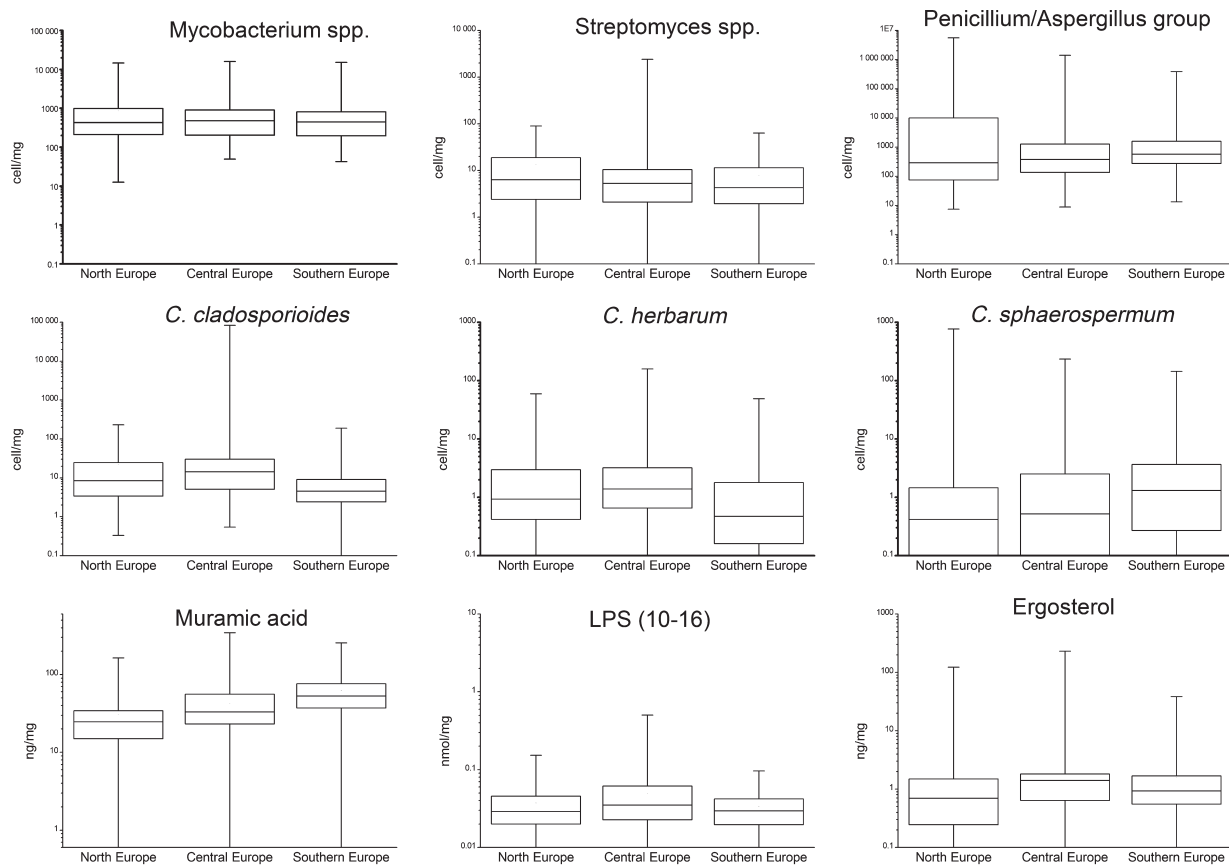 Mycobacterium spp.
100 000
10 000
1000
100
10
1
0.1
cell/mg
North Europe Central Europe Southern Europe
Streptomyces spp.
10 000
1000
100
10
1
0.1
cell/mg
North Europe Central Europe Southern Europe
Penicillium/Aspergillus group
1E7
1 000 000
100 000
10 000
1000
100
10
1
0.1
cell/mg
North Europe Central Europe Southern Europe
C. cladosporioides
100 000
10 000
1000
100
10
1
0.1
cell/mg
North Europe Central Europe Southern Europe
C. herbarum
1000
100
10
1
0.1
cell/mg
North Europe Central Europe Southern Europe
C. sphaerospermum
1000
100
10
1
0.1
cell/mg
North Europe Central Europe Southern Europe
Muramic acid
100
10
1
ng/mg
North Europe Central Europe Southern Europe
LPS (10-16)
10
1
0.1
0.01
nmol/mg
North Europe Central Europe Southern Europe
Ergosterol
1000
100
10
1
0.1
ng/mg
North Europe Central Europe Southern Europe